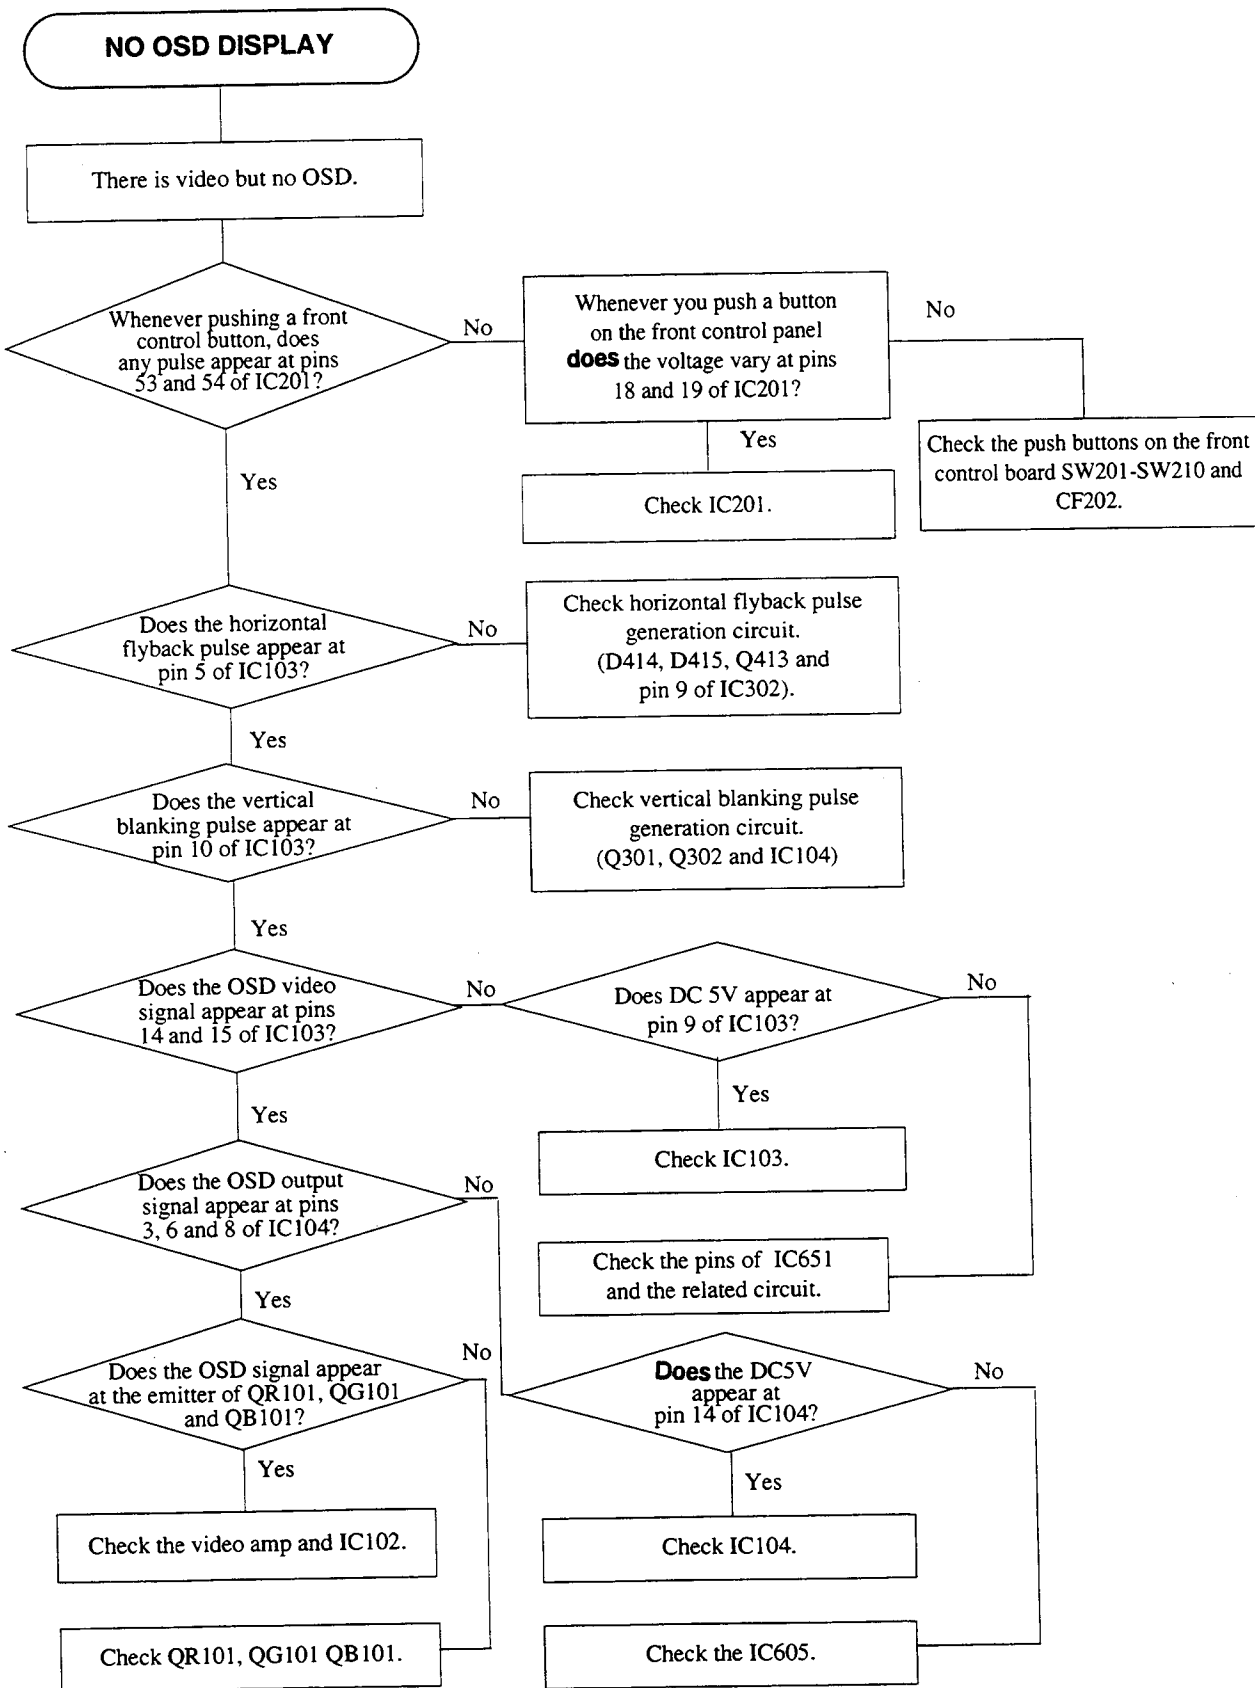 NO OSD DISPLAY
There is video but no OSD.
Whenever pushing a front
control button, does
any pulse appear at pins
53 and 54 of IC201?
No
Whenever you push a button
on the front control panel
does the voltage vary at pins
18 and 19 of IC201?
No
Yes
Check the push buttons on the front
control board SW201-SW210 and
CF202.
Yes
Check IC201.
Does the horizontal
flyback pulse appear at
pin 5 of IC103?
No
Check horizontal flyback pulse
generation circuit.
(D414, D415, Q413 and
pin 9 of IC302).
Yes
Does the vertical
blanking pulse appear at
pin 10 of IC103?
No
Check vertical blanking pulse
generation circuit.
(Q301, Q302 and IC104)
Yes
Does the OSD video
signal appear at pins
14 and 15 of IC103?
No
Does DC 5V appear at
pin 9 of IC103?
No
Yes
Yes
Check IC103.
Does the OSD output
signal appear at pins
3, 6 and 8 of IC104?
No
Check the pins of IC651
and the related circuit.
Yes
Does the OSD signal appear
at the emitter of QR101, QG101
and QB101?
No
Does the DC5V
appear at
pin 14 of IC104?
No
Yes
Yes
Check the video amp and IC102.
Check IC104.
Check QR101, QG101 QB101.
Check the IC605.